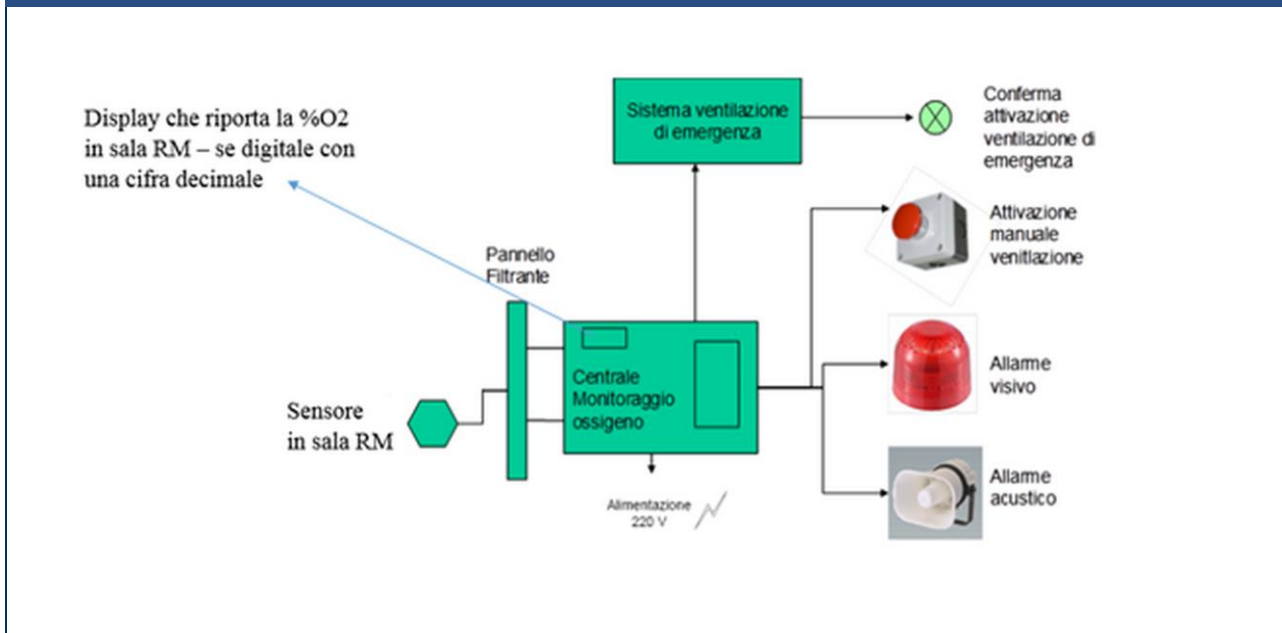 Display che riporta la %O2
in sala RM – se digitale con
una cifra decimale
Sistema ventilazione
di emergenza
Conferma
attivazione
ventilazione di
emergenza
Attivazione
manuale
venitlazione
Pannello
Filtrante
Centrale
Monitoraggio
ossigeno
Allarme
visivo
Sensore
in sala RM
Allarme
acustico
Alimentazione
220 V